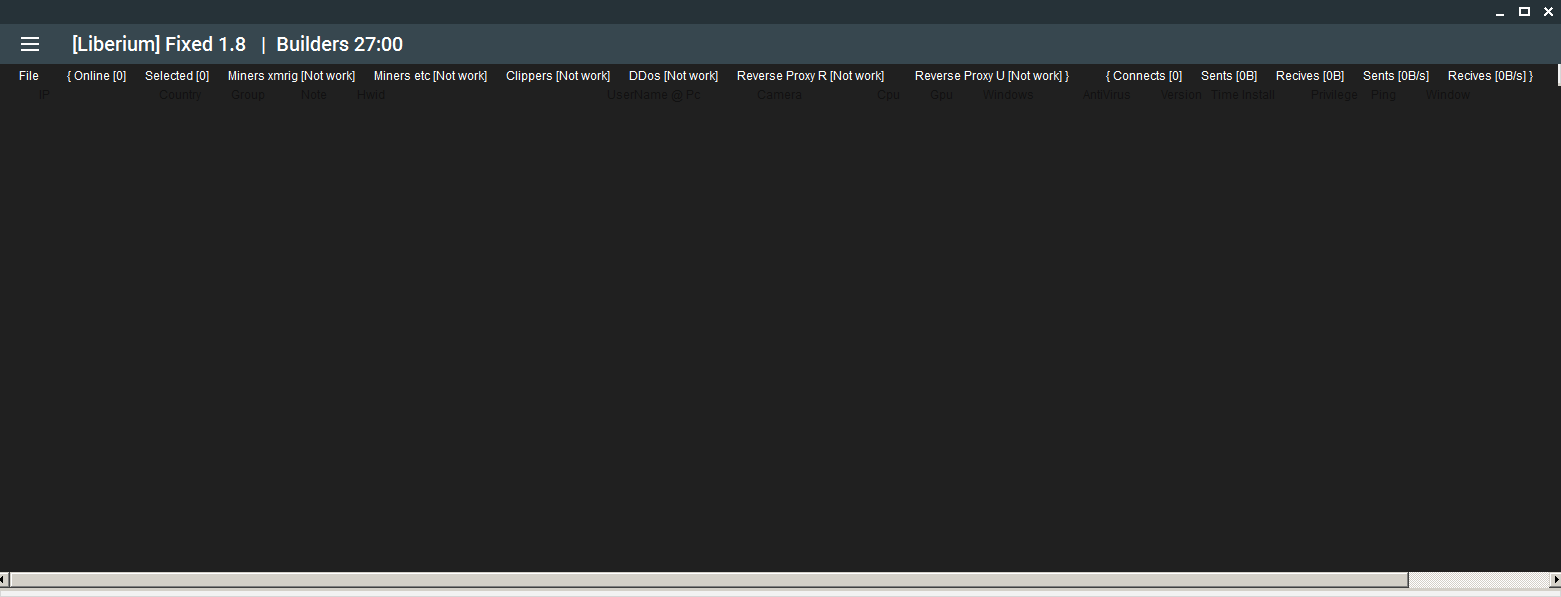 [Liberium] Fixed 1.8 | Builders 27:00
File { Online [0] Selected [0] Miners xmrig [Not work] Miners etc [Not work] Clippers [Not work] DDos [Not work] Reverse Proxy R [Not work] Reverse Proxy U [Not work] } { Connects [0] Sents [0B] Recives [0B] Sents [0B/s] Recives [0B/s] }
IP Country Group Note Hwid UserName @ Pc Camera Cpu Gpu Windows AntiVirus Version Time Install Privilege Ping Window